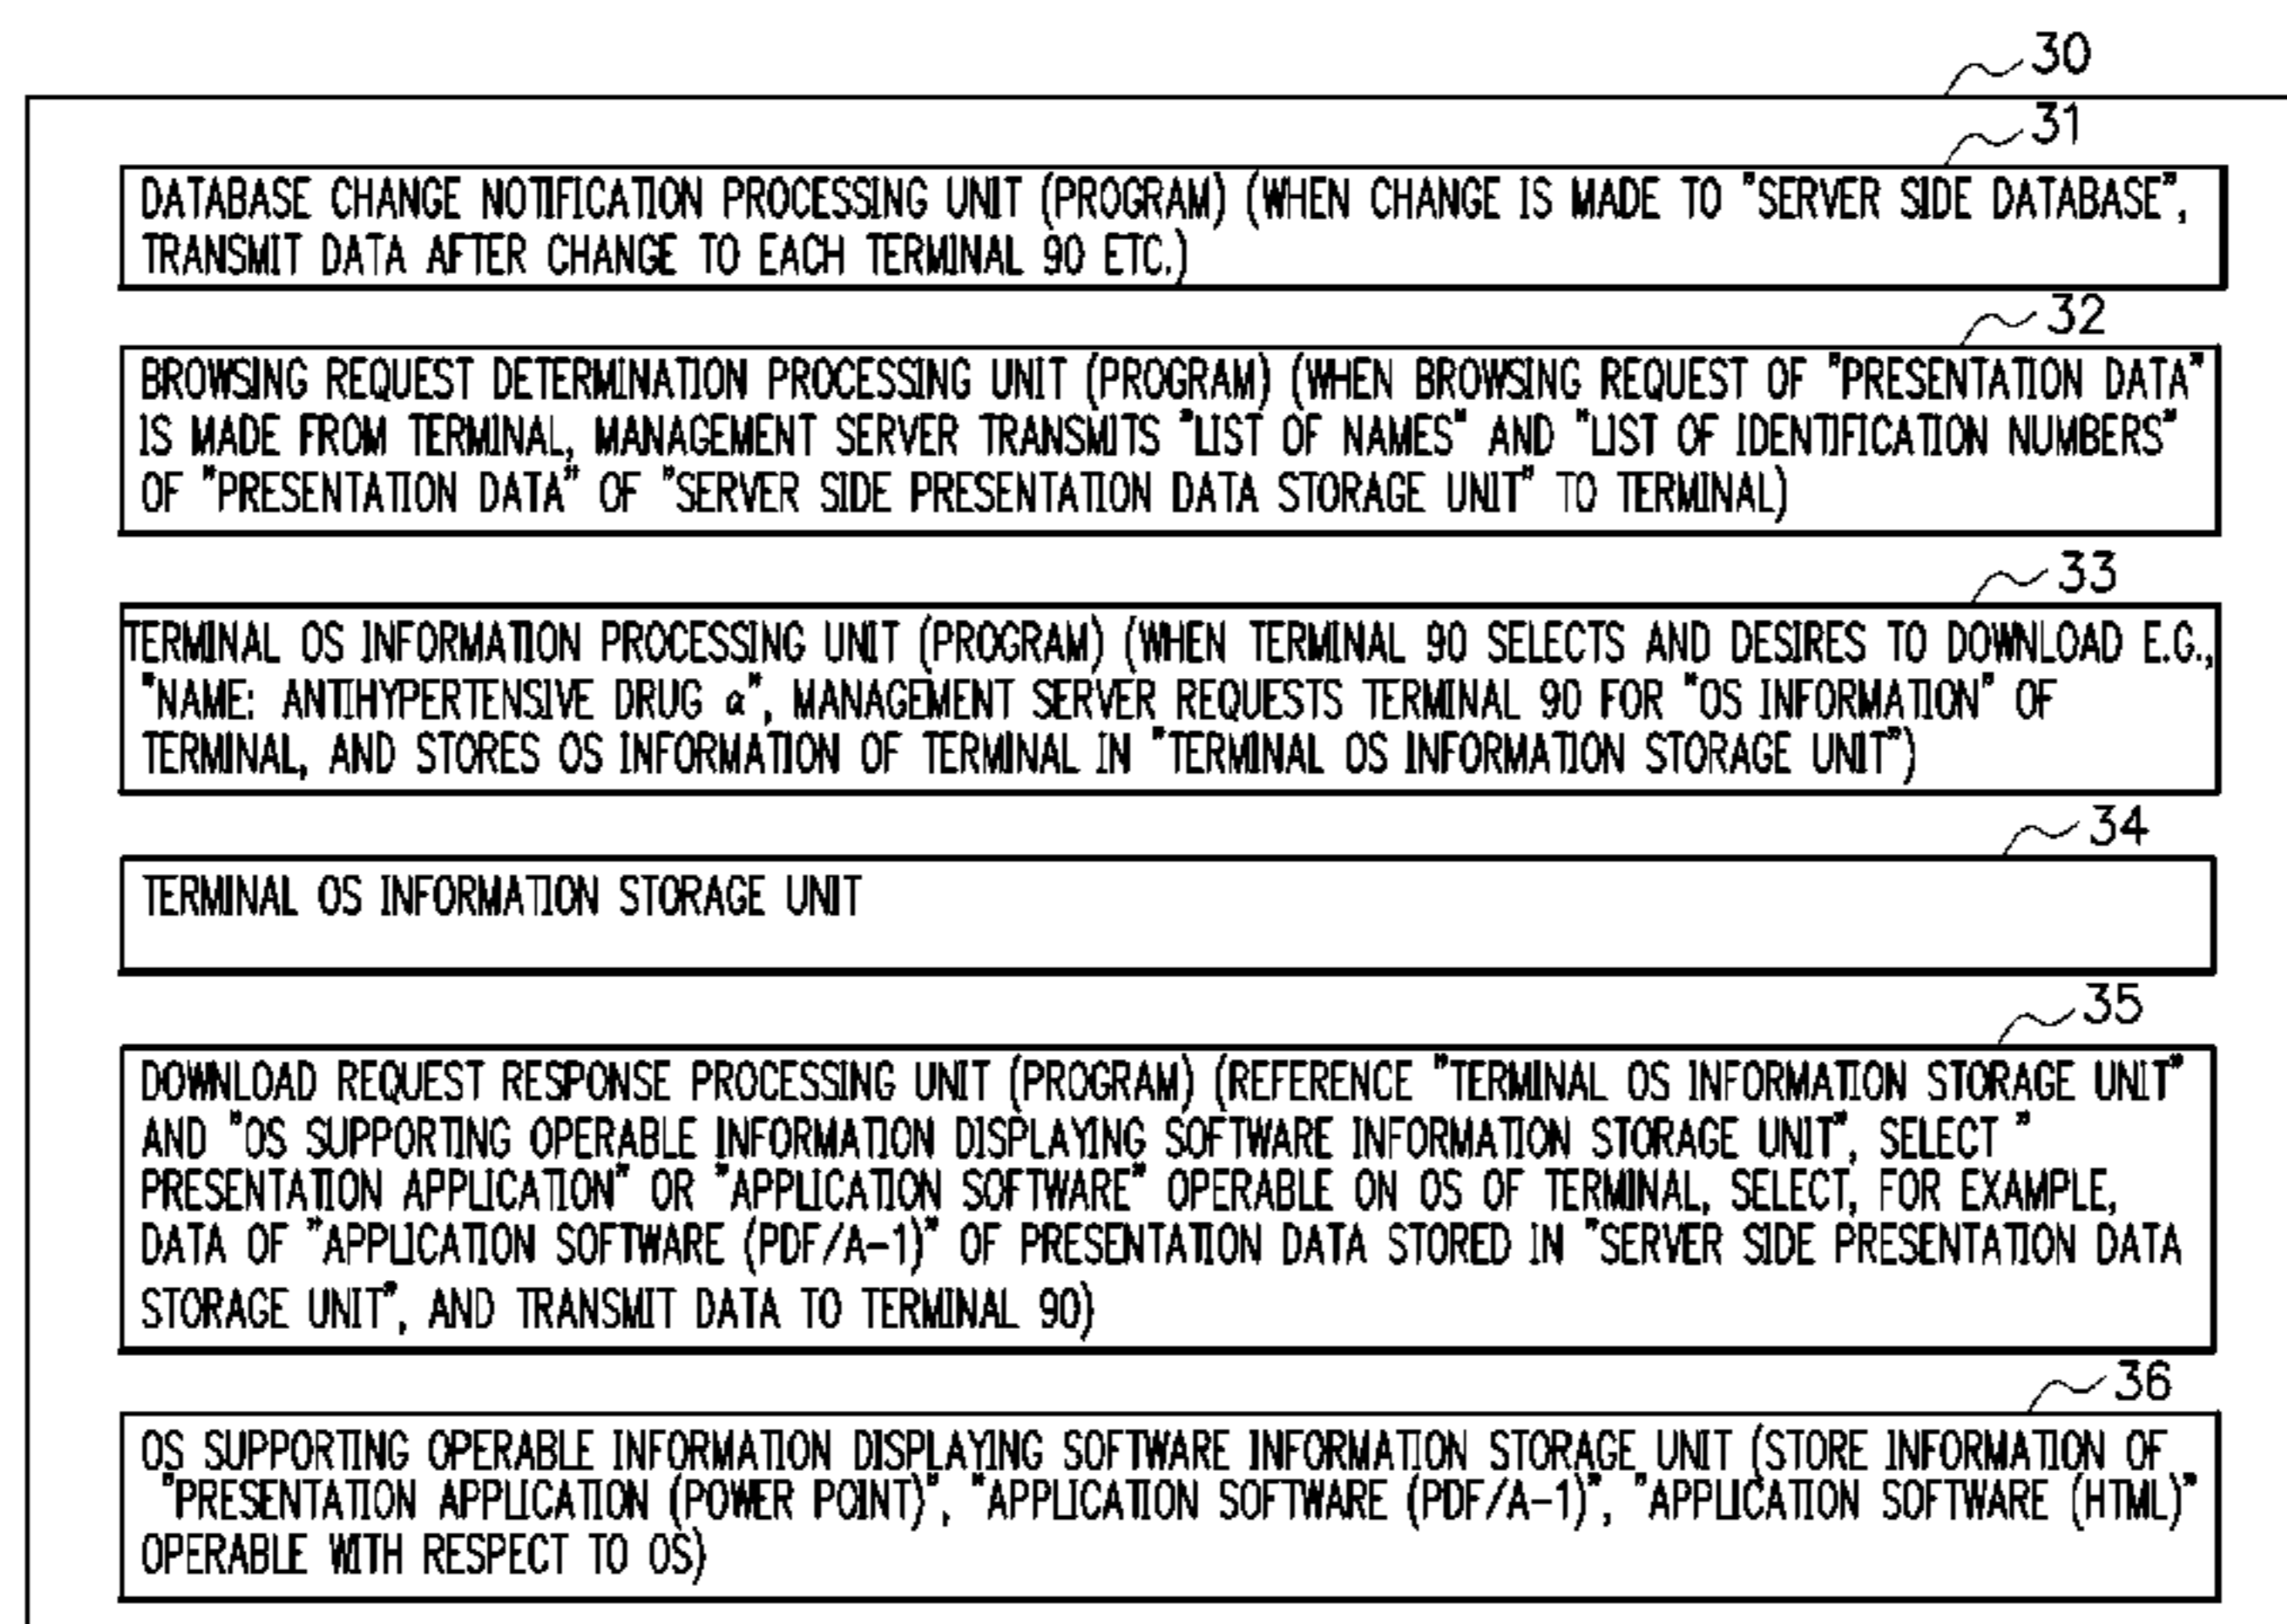 30
31
DATABASE CHANGE NOTIFICATION PROCESSING UNIT (PROGRAM) (WHEN CHANGE IS MADE TO "SERVER SIDE DATABASE",
TRANSMIT DATA AFTER CHANGE TO EACH TERMINAL 90 ETC.)
32
BROWSING REQUEST DETERMINATION PROCESSING UNIT (PROGRAM) (WHEN BROWSING REQUEST OF "PRESENTATION DATA"
IS MADE FROM TERMINAL, MANAGEMENT SERVER TRANSMITS "LIST OF NAMES" AND "LIST OF IDENTIFICATION NUMBERS"
OF "PRESENTATION DATA" OF "SERVER SIDE PRESENTATION DATA STORAGE UNIT" TO TERMINAL)
33
TERMINAL OS INFORMATION PROCESSING UNIT (PROGRAM) (WHEN TERMINAL 90 SELECTS AND DESIRES TO DOWNLOAD E.G.,
"NAME: ANTIHYPERTENSIVE DRUG α", MANAGEMENT SERVER REQUESTS TERMINAL 90 FOR "OS INFORMATION" OF
TERMINAL, AND STORES OS INFORMATION OF TERMINAL IN "TERMINAL OS INFORMATION STORAGE UNIT")
34
TERMINAL OS INFORMATION STORAGE UNIT
35
DOWNLOAD REQUEST RESPONSE PROCESSING UNIT (PROGRAM) (REFERENCE "TERMINAL OS INFORMATION STORAGE UNIT"
AND "OS SUPPORTING OPERABLE INFORMATION DISPLAYING SOFTWARE INFORMATION STORAGE UNIT", SELECT "
PRESENTATION APPLICATION" OR "APPLICATION SOFTWARE" OPERABLE ON OS OF TERMINAL, SELECT, FOR EXAMPLE,
DATA OF "APPLICATION SOFTWARE (PDF/A-1)" OF PRESENTATION DATA STORED IN "SERVER SIDE PRESENTATION DATA
STORAGE UNIT", AND TRANSMIT DATA TO TERMINAL 90)
36
OS SUPPORTING OPERABLE INFORMATION DISPLAYING SOFTWARE INFORMATION STORAGE UNIT (STORE INFORMATION OF
"PRESENTATION APPLICATION (POWER POINT)", "APPLICATION SOFTWARE (PDF/A-1)", "APPLICATION SOFTWARE (HTML)"
OPERABLE WITH RESPECT TO OS)